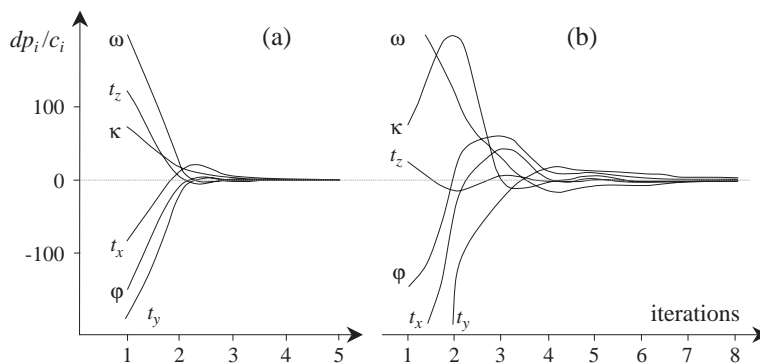 dp_i/c_i
ω
(a)
ω
(b)
t_z
100
κ
κ
t_z
0
t_x
-100
φ
φ
t_y
t_x
t_y
iterations
1 2 3 4 5
1 2 3 4 5 6 7 8